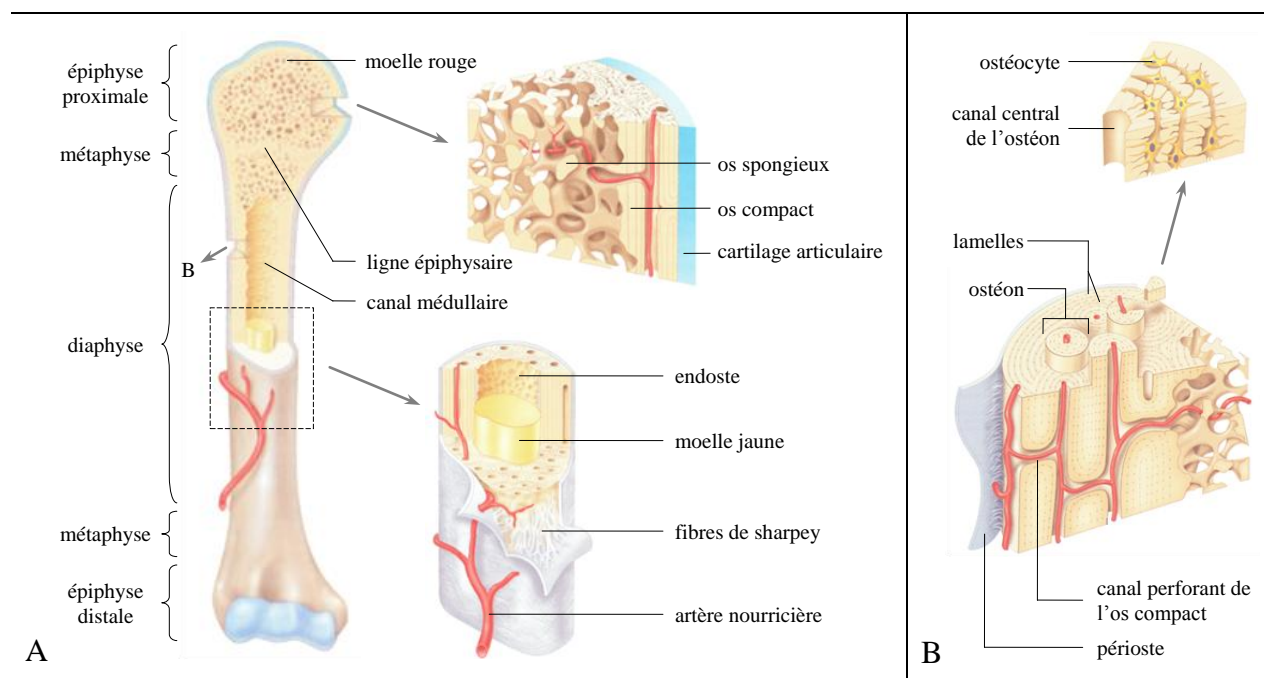 épiphyse
proximale
métaphyse
diaphyse
métaphyse
épiphyse
distale
B
moelle rouge
ligne épiphysaire
canal médullaire
os spongieux
os compact
cartilage articulaire
endoste
moelle jaune
fibres de sharpey
artère nourricière
A
ostéocyte
canal central
de l’ostéon
lamelles
ostéon
canal perforant de
l’os compact
périoste
B